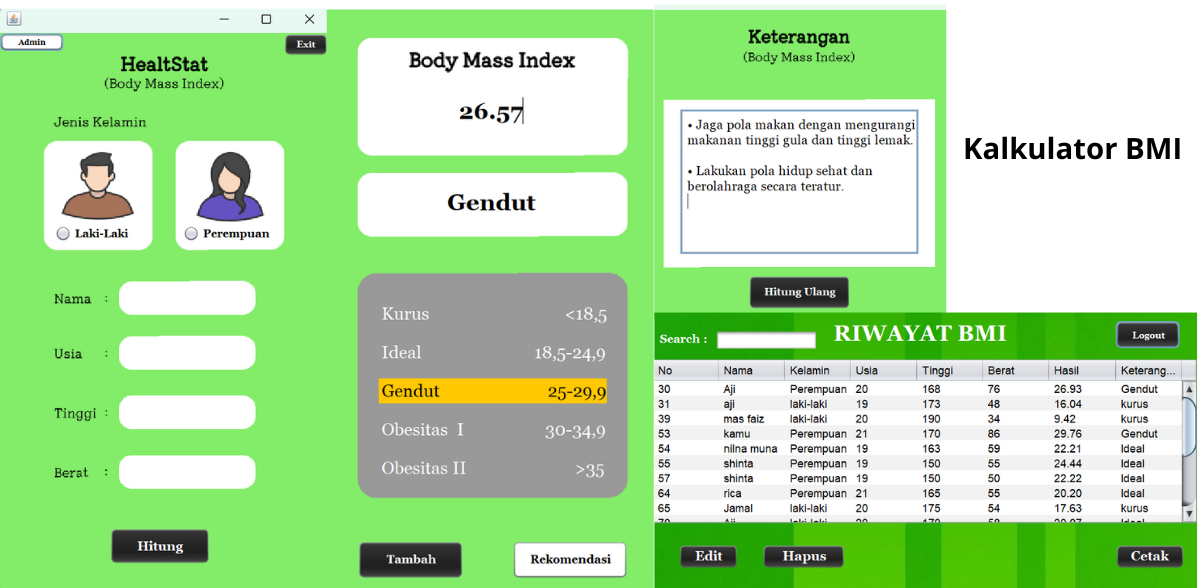 Admin
Exit
HealtStat
(Body Mass Index)
Jenis Kelamin
Laki-Laki
Perempuan
Nama :
Usia :
Tinggi :
Berat :
Hitung
Body Mass Index
26.57
Gendut
Kurus <18,5
Ideal 18,5-24,9
Gendut 25-29,9
Obesitas I 30-34,9
Obesitas II >35
Tambah
Rekomendasi
Keterangan
(Body Mass Index)
• Jaga pola makan dengan mengurangi
makanan tinggi gula dan tinggi lemak.
• Lakukan pola hidup sehat dan
berolahraga secara teratur.
Hitung Ulang
Kalkulator BMI
Search :
RIWAYAT BMI
Logout
No Nama Kelamin Usia Tinggi Berat Hasil Keterang...
30 Aji Perempuan 20 168 76 26.93 Gendut
31 aji laki-laki 19 173 48 16.04 kurus
39 mas faiz laki-laki 20 190 34 9.42 kurus
53 kamu Perempuan 21 170 86 29.76 Gendut
54 nilna muna Perempuan 19 163 59 22.21 Ideal
55 shinta Perempuan 19 150 55 24.44 Ideal
57 shinta Perempuan 19 150 50 22.22 Ideal
64 rica Perempuan 21 165 55 20.20 Ideal
65 Jamal laki-laki 20 175 54 17.63 kurus
Edit
Hapus
Cetak